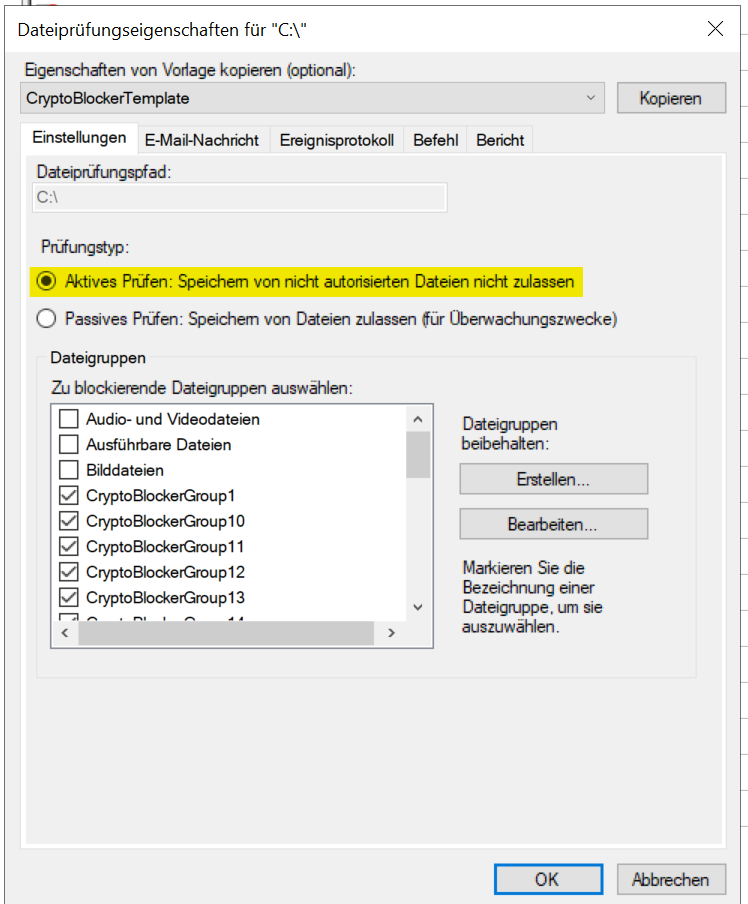 Dateiprüfungseigenschaften für "C:\"
Eigenschaften von Vorlage kopieren (optional):
CryptoBlockerTemplate
Kopieren
Einstellungen
E-Mail-Nachricht
Ereignisprotokoll
Befehl
Bericht
Dateiprüfungspfad:
C:\
Prüfungstyp:
Aktives Prüfen: Speichern von nicht autorisierten Dateien nicht zulassen
Passives Prüfen: Speichern von Dateien zulassen (für Überwachungszwecke)
Dateigruppen
Zu blockierende Dateigruppen auswählen:
Audio- und Videodateien
Ausführbare Dateien
Bilddateien
CryptoBlockerGroup1
CryptoBlockerGroup10
CryptoBlockerGroup11
CryptoBlockerGroup12
CryptoBlockerGroup13
Dateigruppen
beibehalten:
Erstellen...
Bearbeiten...
Markieren Sie die
Bezeichnung einer
Dateigruppe, um sie
auszuwählen.
OK
Abbrechen